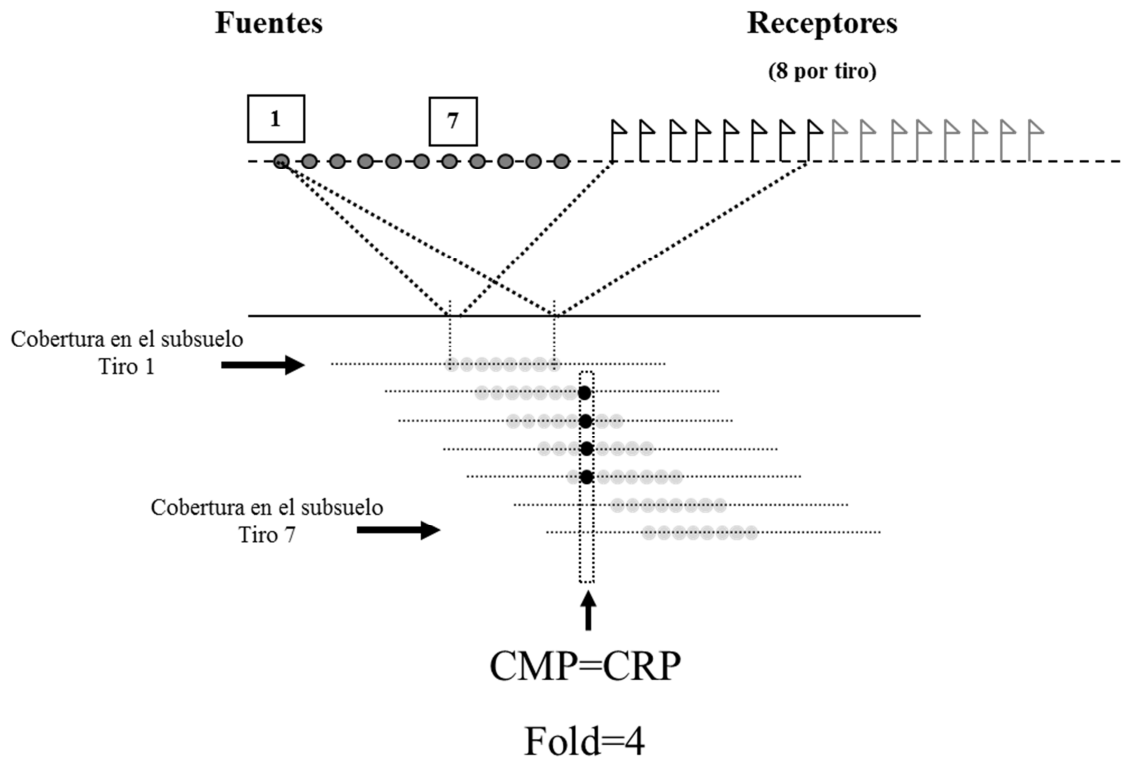 Fuentes
Receptores
(8 por tiro)
1
7
Cobertura en el subsuelo
Tiro 1
Cobertura en el subsuelo
Tiro 7
CMP=CRP
Fold=4